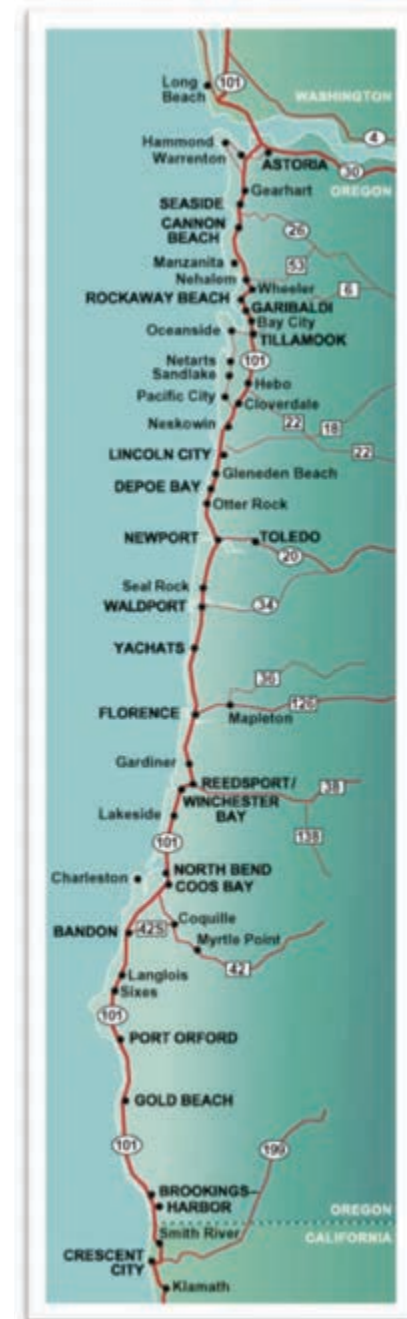 101
Long
Beach
WASHINGTON
4
Hammond
Warrenton
ASTORIA
30
OREGON
Gearhart
SEASIDE
26
CANNON
BEACH
Manzanita
53
Nehalem
Wheeler
6
ROCKAWAY BEACH
GARIBALDI
Bay City
Oceanside
TILLAMOOK
Netarts
101
Sandlake
Hebo
Pacific City
Cloverdale
22
18
Neskowin
LINCOLN CITY
22
Gleneden Beach
DEPOE BAY
Otter Rock
NEWPORT
TOLEDO
20
Seal Rock
WALDPORT
34
YACHATS
36
126
FLORENCE
Mapleton
Gardiner
REEDSPORT/
38
WINCHESTER
BAY
Lakeside
138
101
NORTH BEND
Charleston
COOS BAY
Coquille
BANDON
42S
Myrtle Point
42
Langlois
Sixes
101
PORT ORFORD
GOLD BEACH
101
199
BROOKINGS–
HARBOR
OREGON
Smith River
CALIFORNIA
CRESCENT
CITY
Klamath